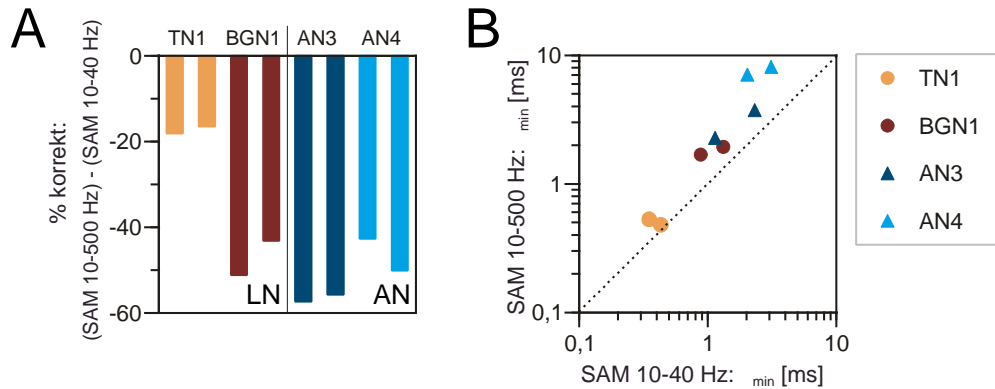 A
TN1 BGN1 AN3 AN4
% korrekt:
(SAM 10-500 Hz) - (SAM 10-40 Hz)
0
-20
-40
-60
LN AN
B
SAM 10-500 Hz: min [ms]
10
1
0,1
0,1 1 10
SAM 10-40 Hz: min [ms]
TN1
BGN1
AN3
AN4